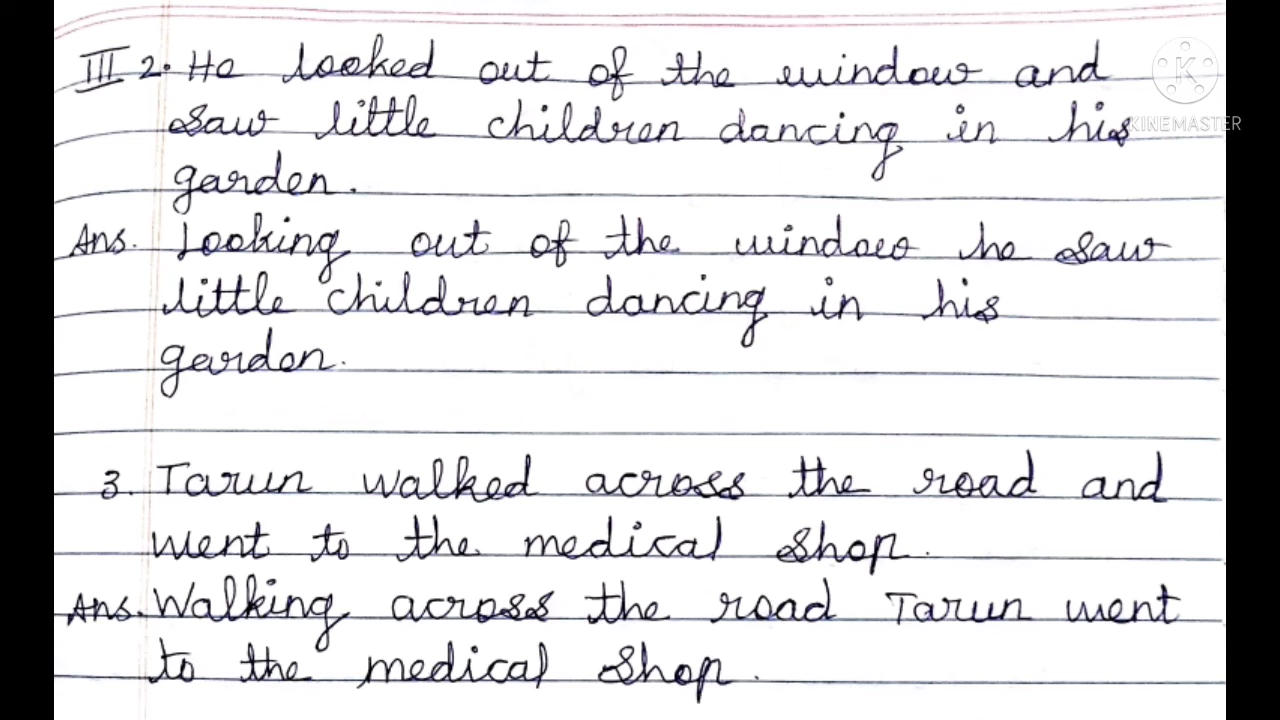 III 2. He looked out of the window and
saw little children dancing in his
garden.
Ans. Looking out of the window he saw
little children dancing in his
garden.
3. Tarun walked across the road and
went to the medical shop.
Ans. Walking across the road Tarun went
to the medical shop.
K
KINEMASTER